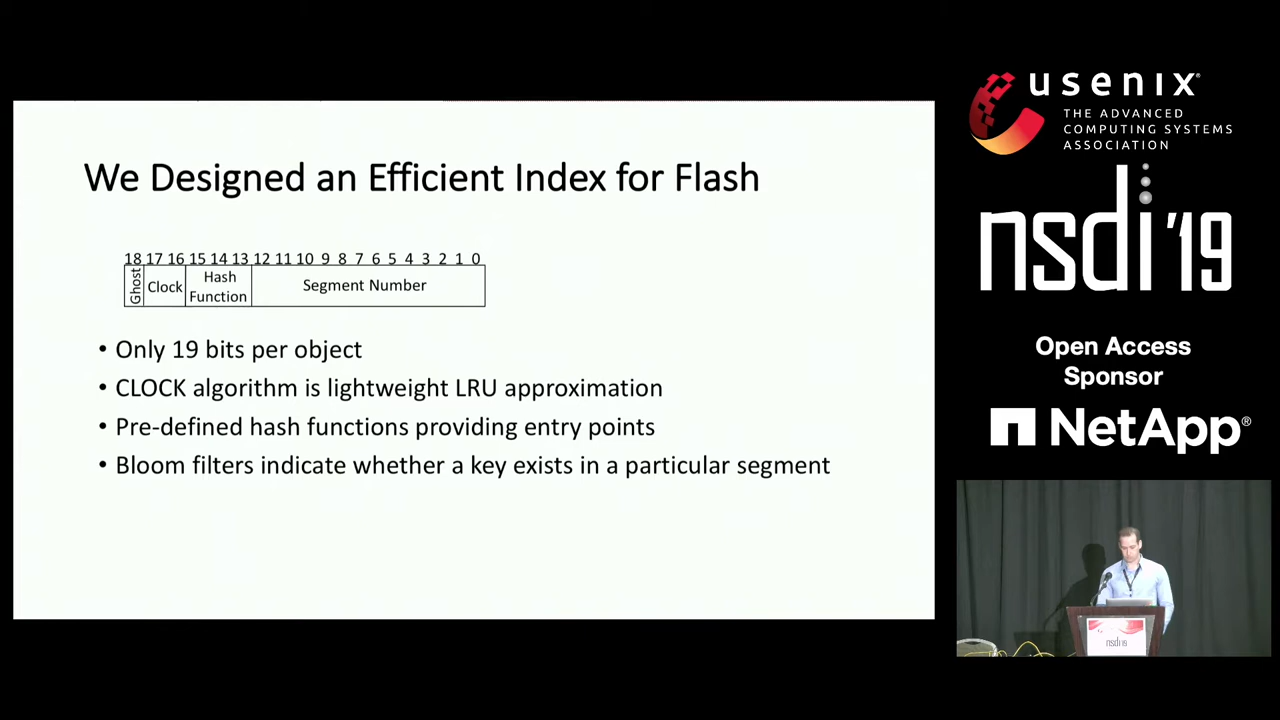 We Designed an Efficient Index for Flash
18 17 16 15 14 13 12 11 10 9 8 7 6 5 4 3 2 1 0
Ghost
Clock
Hash
Function
Segment Number
• Only 19 bits per object
• CLOCK algorithm is lightweight LRU approximation
• Pre-defined hash functions providing entry points
• Bloom filters indicate whether a key exists in a particular segment
usenix®
THE ADVANCED
COMPUTING SYSTEMS
ASSOCIATION
nsdi '19
Open Access
Sponsor
NetApp®
nsdi19